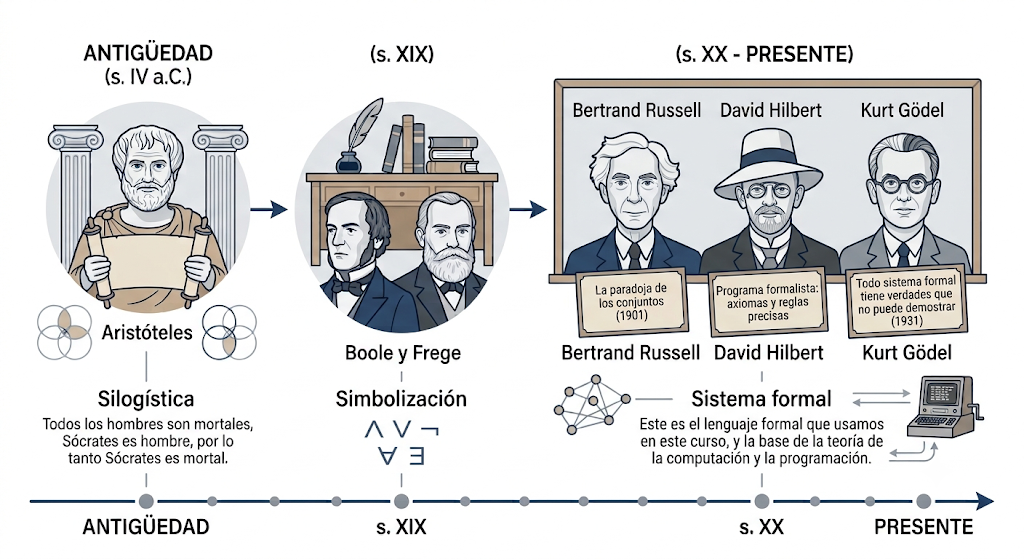 ANTIGÜEDAD
(s. IV a.C.)
Aristóteles
Silogística
Todos los hombres son mortales,
Sócrates es hombre, por lo
tanto Sócrates es mortal.
(s. XIX)
Boole y Frege
Simbolización
V Λ ¬
∀ ∃
(s. XX - PRESENTE)
Bertrand Russell
David Hilbert
Kurt Gödel
La paradoja de
los conjuntos
(1901)
Programa formalista:
axiomas y reglas
precisas
Todo sistema formal
tiene verdades que
no puede demostrar
(1931)
Bertrand Russell
David Hilbert
Kurt Gödel
Sistema formal
Este es el lenguaje formal que usamos
en este curso, y la base de la teoría de
la computación y la programación.
ANTIGÜEDAD
s. XIX
s. XX
PRESENTE